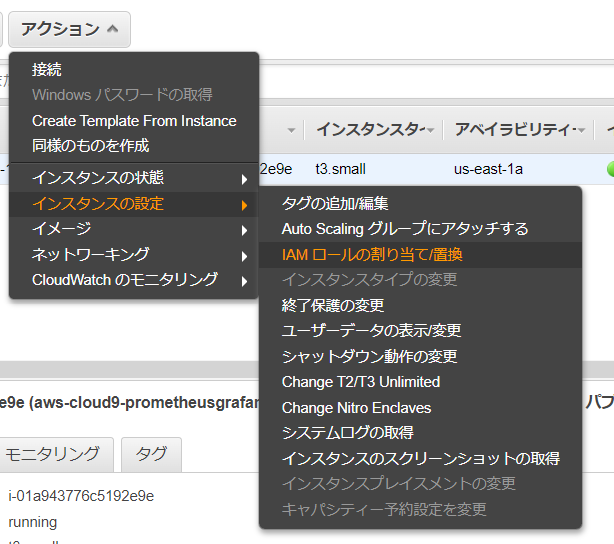 アクション
接続
Windows パスワードの取得
Create Template From Instance
同様のものを作成
インスタンスの状態
インスタンスの設定
イメージ
ネットワーキング
CloudWatch のモニタリング
インスタンスタイ
アベイラビリティー
2e9e
t3.small
us-east-1a
タグの追加/編集
Auto Scaling グループにアタッチする
IAM ロールの割り当て/置換
インスタンスタイプの変更
終了保護の変更
ユーザーデータの表示/変更
シャットダウン動作の変更
Change T2/T3 Unlimited
Change Nitro Enclaves
システムログの取得
インスタンスのスクリーンショットの取得
インスタンスプレイスメントの変更
キャパシティー予約設定を変更
e9e (aws-cloud9-prometheusgrafan
パブ
モニタリング
タグ
i-01a943776c5192e9e
running